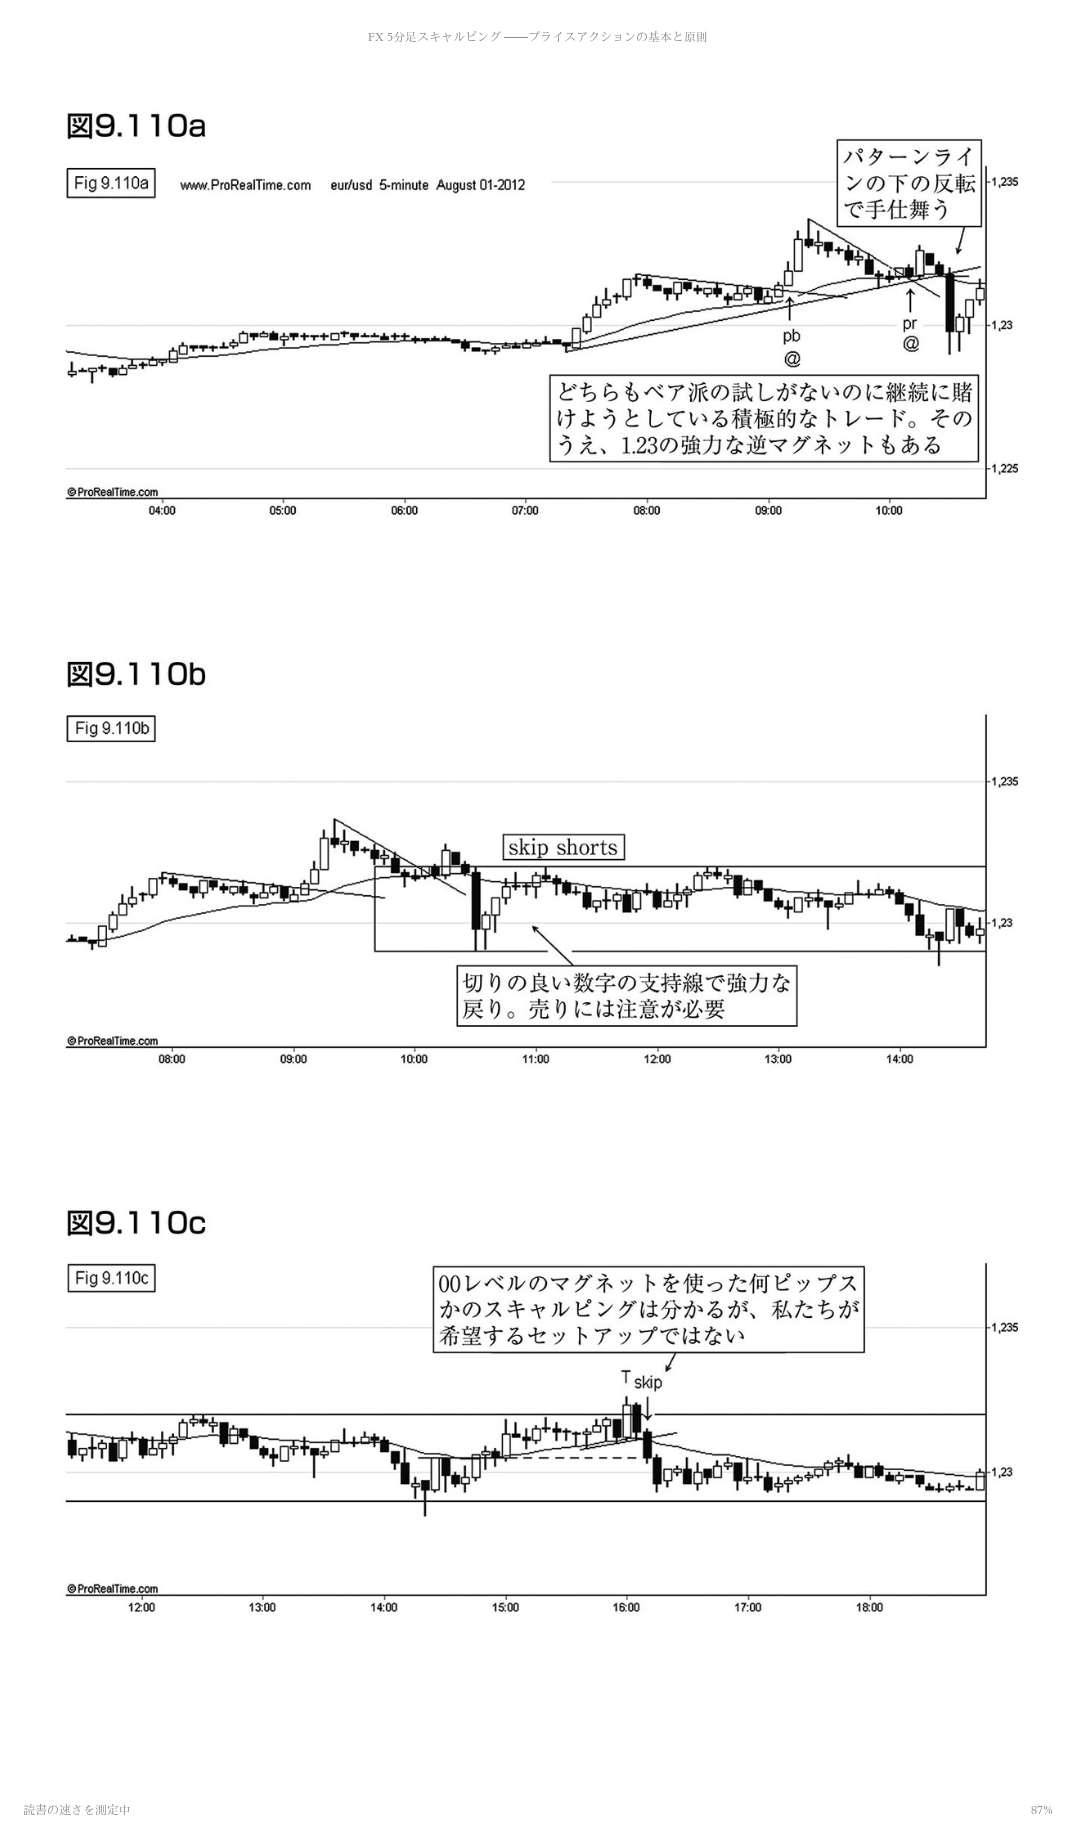 FX 5分足スキャルピング ――プライスアクションの基本と原則
図9.110a
Fig 9.110a
www.ProRealTime.com eur/usd 5-minute August 01-2012
パターンライ
ンの下の反転
で手仕舞う
1,235
pb
@
pr
@
1,23
どちらもベア派の試しがないのに継続に賭
けようとしている積極的なトレード。その
うえ、1.23の強力な逆マグネットもある
1,225
©ProRealTime.com
04:00 05:00 06:00 07:00 08:00 09:00 10:00
図9.110b
Fig 9.110b
1,235
skip shorts
1,23
切りの良い数字の支持線で強力な
戻り。売りには注意が必要
©ProRealTime.com
08:00 09:00 10:00 11:00 12:00 13:00 14:00
図9.110c
Fig 9.110c
00レベルのマグネットを使った何ピップス
かのスキャルピングは分かるが、私たちが
希望するセットアップではない
1,235
T skip
1,23
©ProRealTime.com
12:00 13:00 14:00 15:00 16:00 17:00 18:00
読書の速さを測定中
87%